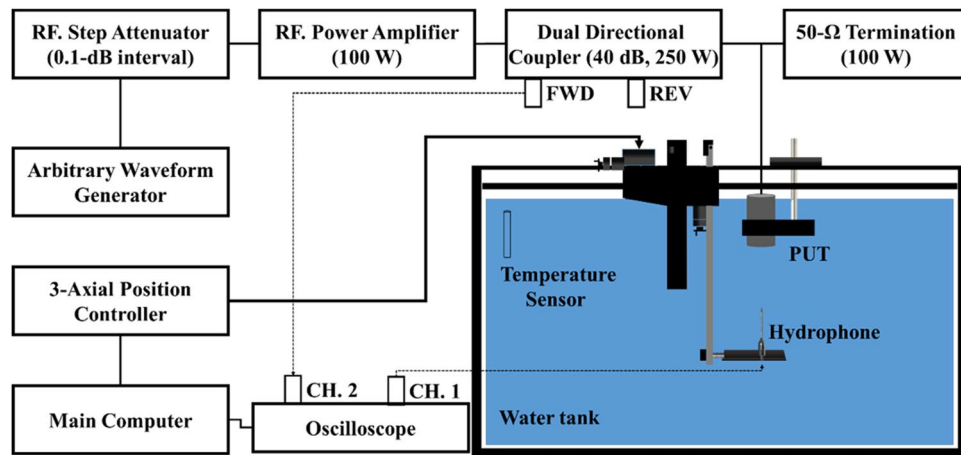 RF. Step Attenuator
(0.1-dB interval)
RF. Power Amplifier
(100 W)
Dual Directional
Coupler (40 dB, 250 W)
50-Ω Termination
(100 W)
FWD
REV
Arbitrary Waveform
Generator
PUT
Temperature
Sensor
3-Axial Position
Controller
Hydrophone
CH. 2
CH. 1
Main Computer
Oscilloscope
Water tank